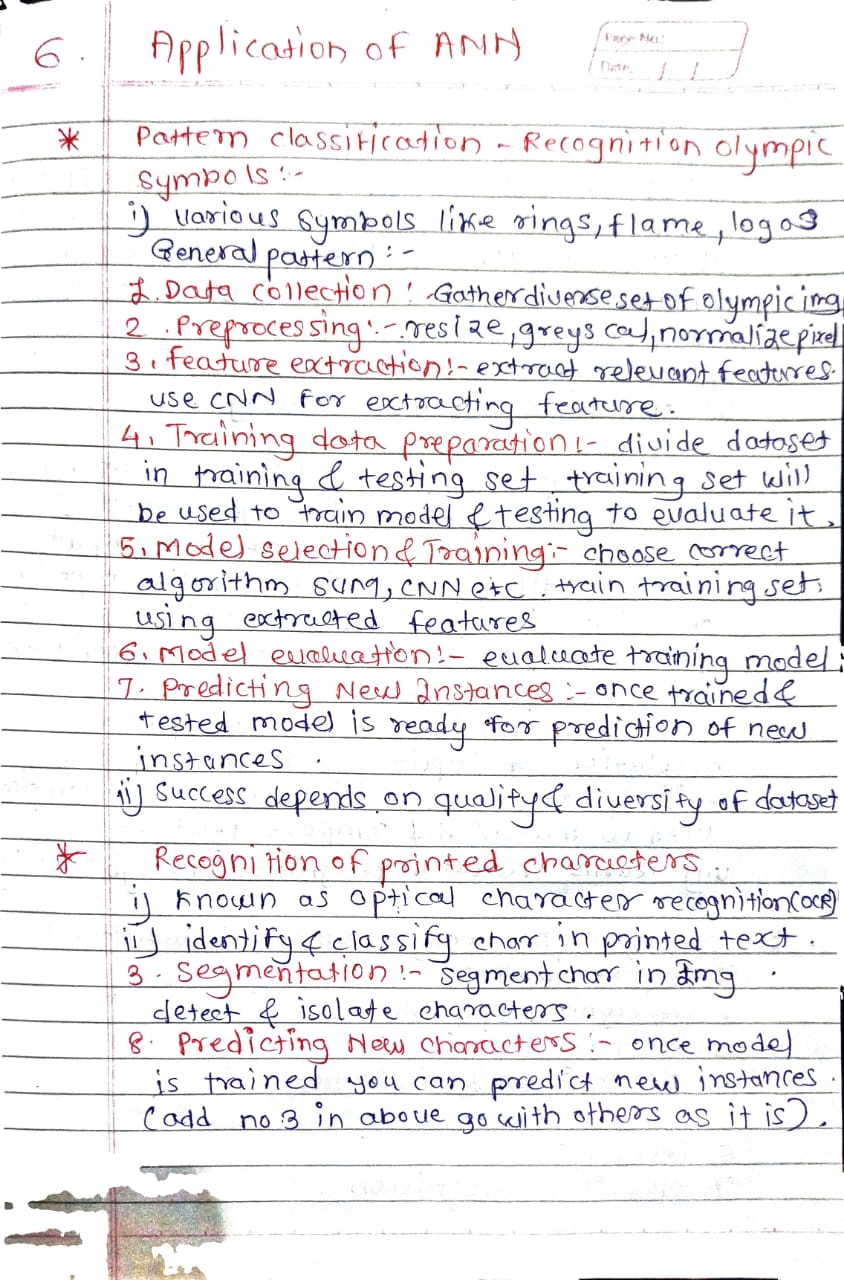 6. Application of ANN
Page No:
Date: / /
* Pattern classification - Recognition olympic
symbols :-
i) various symbols like rings, flame, logos
General pattern :-
1. Data collection : Gather diverse set of olympic img
2. Preprocessing :- resize, greyscal, normalize pixel
3. feature extraction :- extract relevant features.
use CNN for extracting feature.
4. Training data preparation :- divide dataset
in training & testing set. training set will
be used to train model & testing to evaluate it.
5. Model selection & Training :- choose correct
algorithm svm, CNN etc. train training set.
using extracted features
6. Model evaluation :- evaluate training model :
7. Predicting New Instances :- once trained &
tested model is ready for prediction of new
instances .
ii) Success depends on quality & diversity of dataset
* Recognition of printed characters
i) known as optical character recognition (OCR)
ii) identify & classify char in printed text.
3. Segmentation :- segment char in Img .
detect & isolate characters.
8. Predicting New characters :- once model
is trained you can predict new instances.
(add no 3 in above go with others as it is).